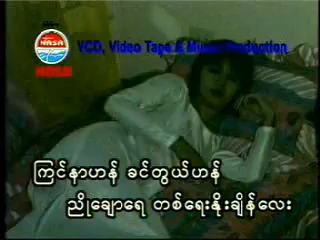 NASA
VCD, Video Tape & Music Production
ကြင်နာဟန် ခင်တွယ်ဟန်
ညိုချောရေ တစ်ရေးနိုးချိန်လေး